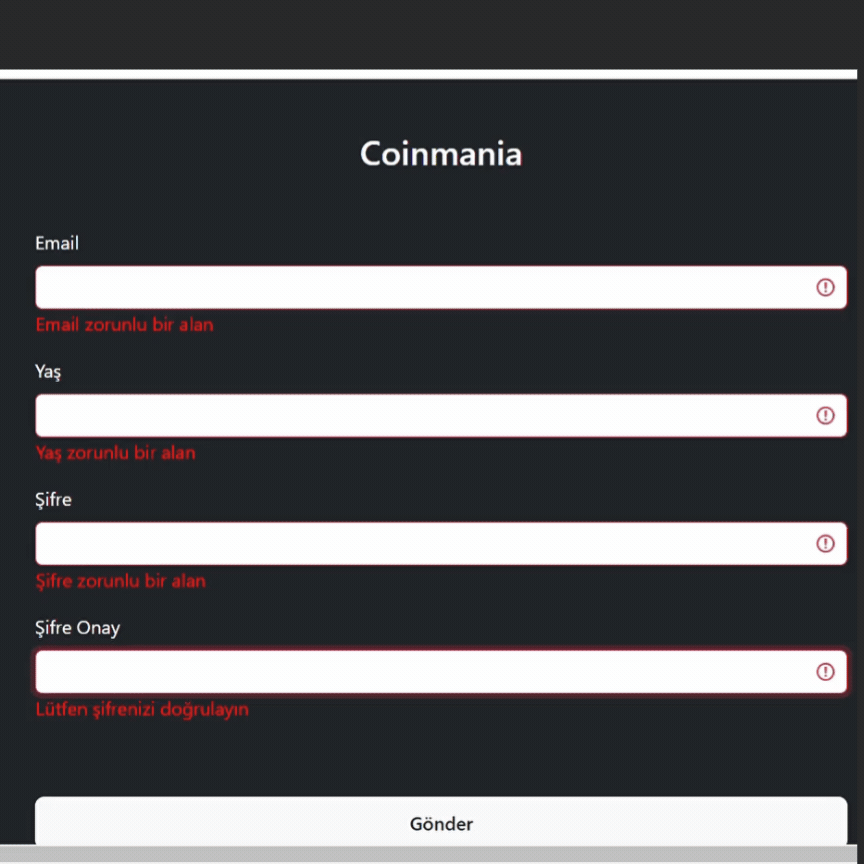 Coinmania
Email
Email zorunlu bir alan
Yaş
Yaş zorunlu bir alan
Şifre
Şifre zorunlu bir alan
Şifre Onay
Lütfen şifrenizi doğrulayın
Gönder